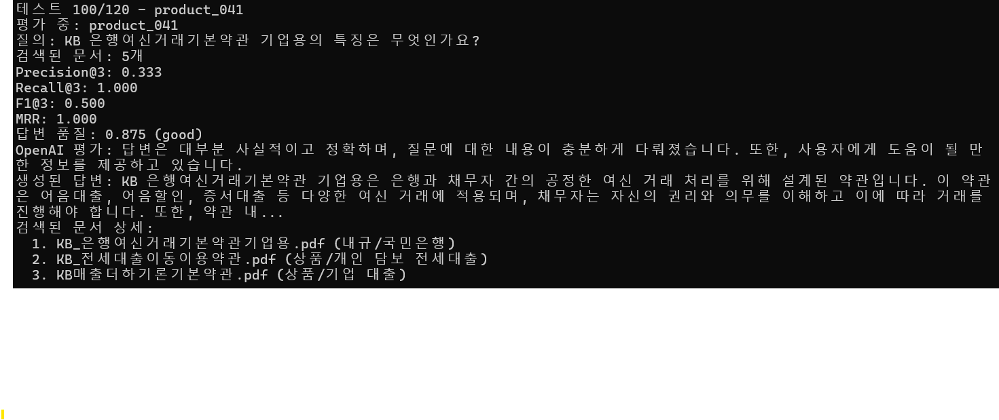 테스트 100/120 - product_041
평가 중: product_041
질의: KB 은행여신거래기본약관 기업용의 특징은 무엇인가요?
검색된 문서: 5개
Precision@3: 0.333
Recall@3: 1.000
F1@3: 0.500
MRR: 1.000
답변 품질: 0.875 (good)
OpenAI 평가: 답변은 대부분 사실적이고 정확하며, 질문에 대한 내용이 충분하게 다뤄졌습니다. 또한, 사용자에게 도움이 될 만
한 정보를 제공하고 있습니다.
생성된 답변: KB 은행여신거래기본약관 기업용은 은행과 채무자 간의 공정한 여신 거래 처리를 위해 설계된 약관입니다. 이 약관
은 어음대출, 어음할인, 증서대출 등 다양한 여신 거래에 적용되며, 채무자는 자신의 권리와 의무를 이해하고 이에 따라 거래를
진행해야 합니다. 또한, 약관 내...
검색된 문서 상세:
1. KB_은행여신거래기본약관기업용.pdf (내규/국민은행)
2. KB_전세대출이동이용약관.pdf (상품/개인 담보 전세대출)
3. KB매출더하기론기본약관.pdf (상품/기업 대출)